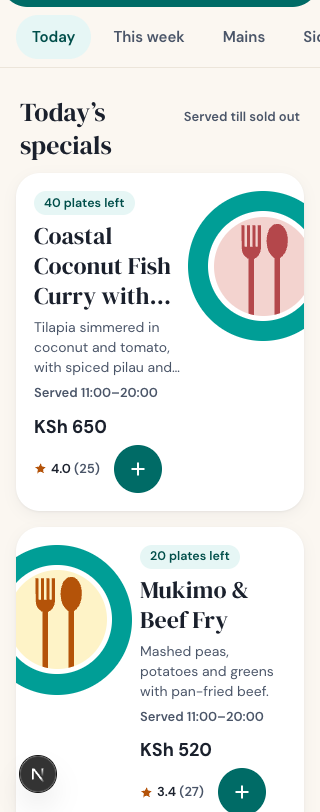 Today
This week
Mains
Today’s
specials
Served till sold out
40 plates left
Coastal
Coconut Fish
Curry with…
Tilapia simmered in
coconut and tomato,
with spiced pilau and…
Served 11:00–20:00
KSh 650
★ 4.0 (25)
+
20 plates left
Mukimo &
Beef Fry
Mashed peas,
potatoes and greens
with pan-fried beef.
Served 11:00–20:00
KSh 520
★ 3.4 (27)
+
N